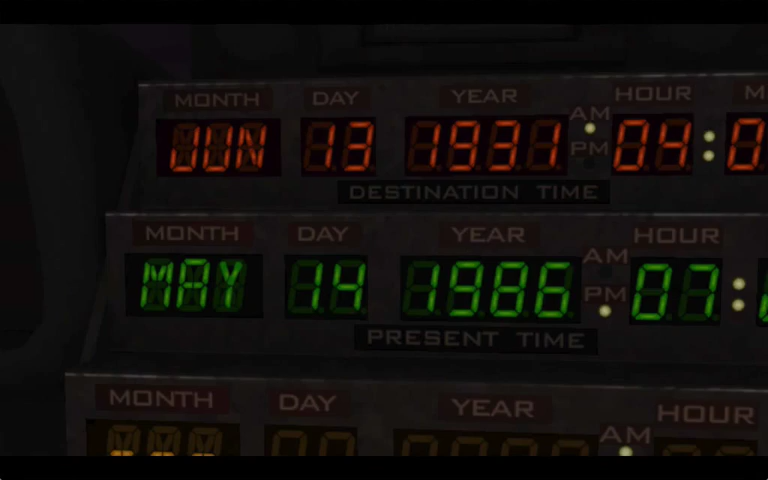 MONTH DAY YEAR AM PM HOUR M
JUN 13 1931 04 : 0
DESTINATION TIME
MONTH DAY YEAR AM PM HOUR
MAY 14 1986 07 :
PRESENT TIME
MONTH DAY YEAR AM HOUR